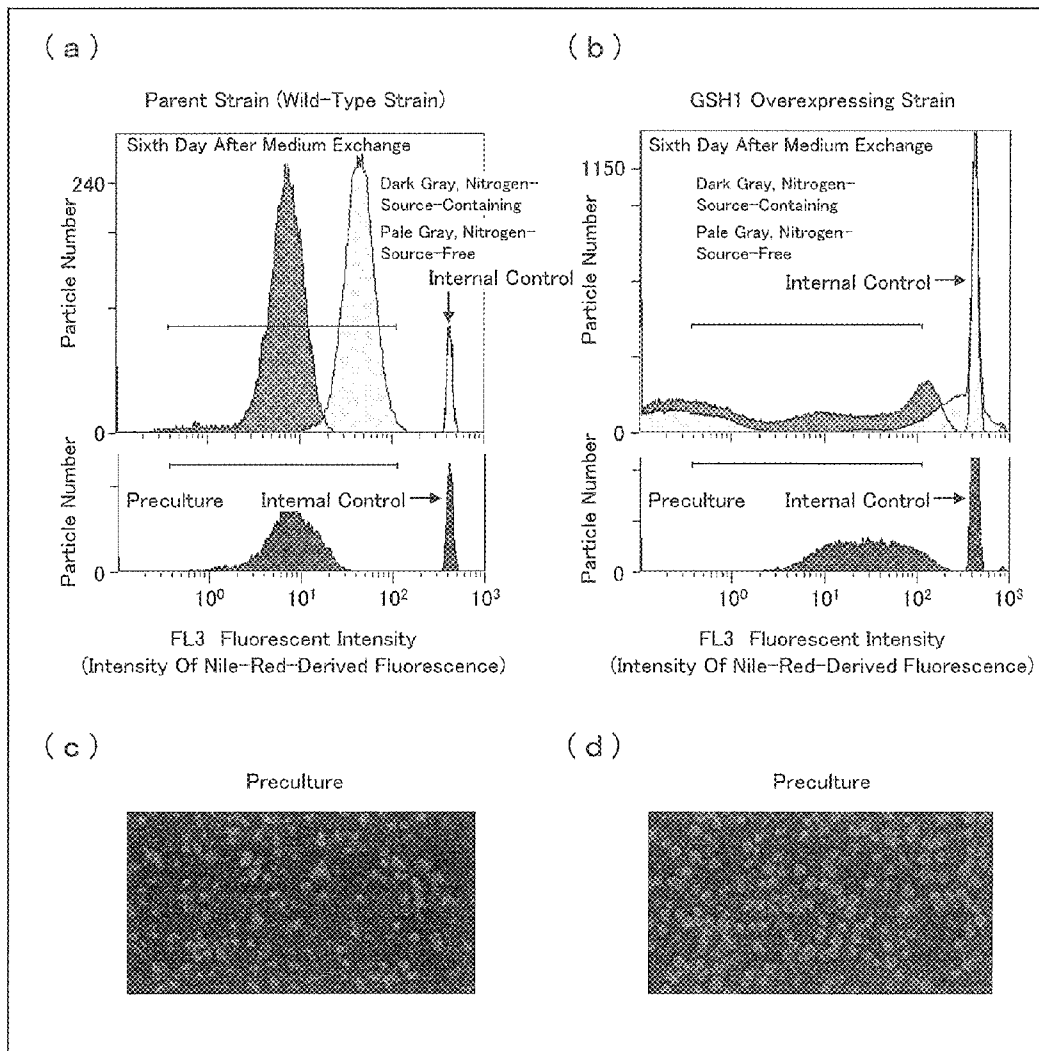 (a)
Parent Strain (Wild-Type Strain)
Sixth Day After Medium Exchange
240
Dark Gray, Nitrogen-
Source-Containing
Pale Gray, Nitrogen-
Source-Free
Internal Control
Particle Number
0
Preculture
Internal Control
Particle Number
0
10⁰ 10¹ 10² 10³
FL3 Fluorescent Intensity
(Intensity Of Nile-Red-Derived Fluorescence)
(b)
GSH1 Overexpressing Strain
Sixth Day After Medium Exchange
1150
Dark Gray, Nitrogen-
Source-Containing
Pale Gray, Nitrogen-
Source-Free
Internal Control
Particle Number
0
Preculture
Internal Control
Particle Number
0
10⁰ 10¹ 10² 10³
FL3 Fluorescent Intensity
(Intensity Of Nile-Red-Derived Fluorescence)
(c)
Preculture
(d)
Preculture